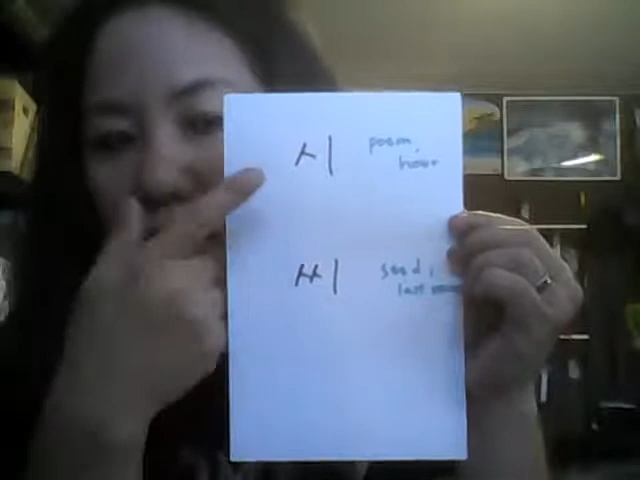 시 poem,
hour
씨 seed,
last